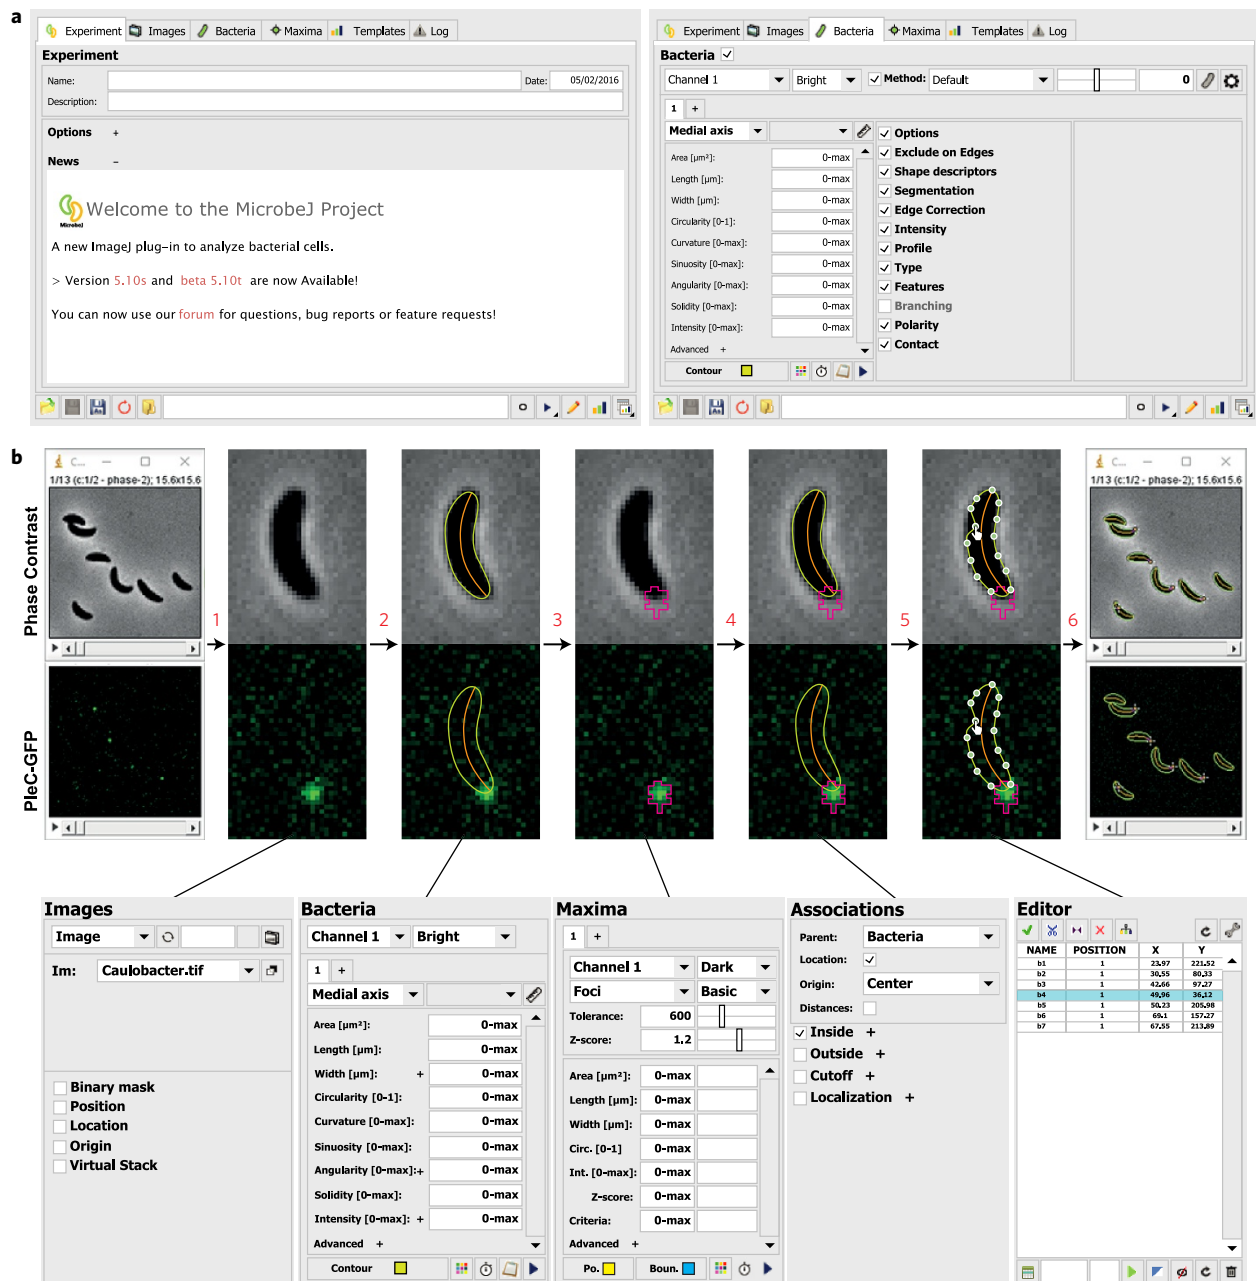 a
Experiment Images Bacteria Maxima Templates Log
Experiment
Name: Date: 05/02/2016
Description:
Options +
News –
MicrobeJ
Welcome to the MicrobeJ Project
A new ImageJ plug-in to analyze bacterial cells.
> Version 5.10s and beta 5.10t are now Available!
You can now use our forum for questions, bug reports or feature requests!
Experiment Images Bacteria Maxima Templates Log
Bacteria
Channel 1 Bright Method: Default 0
1 +
Medial axis
Area [µm²]: 0-max
Length [µm]: 0-max
Width [µm]: 0-max
Circularity [0-1]: 0-max
Curvature [0-max]: 0-max
Sinuosity [0-max]: 0-max
Angularity [0-max]: 0-max
Solidity [0-max]: 0-max
Intensity [0-max]: 0-max
Advanced +
Contour
Options
Exclude on Edges
Shape descriptors
Segmentation
Edge Correction
Intensity
Profile
Type
Features
Branching
Polarity
Contact
b
C...
1/13 (c:1/2 - phase-2); 15.6x15.6
Phase Contrast
PleC-GFP
1
2
3
4
5
6
C...
1/13 (c:1/2 - phase-2); 15.6x15.6
Images
Image
Im: Caulobacter.tif
Binary mask
Position
Location
Origin
Virtual Stack
Bacteria
Channel 1 Bright
1 +
Medial axis
Area [µm²]: 0-max
Length [µm]: 0-max
Width [µm]: + 0-max
Circularity [0-1]: 0-max
Curvature [0-max]: 0-max
Sinuosity [0-max]: 0-max
Angularity [0-max]:+ 0-max
Solidity [0-max]: 0-max
Intensity [0-max]: + 0-max
Advanced +
Contour
Maxima
1 +
Channel 1 Dark
Foci Basic
Tolerance: 600
Z-score: 1.2
Area [µm²]: 0-max
Length [µm]: 0-max
Width [µm]: 0-max
Circ. [0-1] 0-max
Int. [0-max]: 0-max
Z-score: 0-max
Criteria: 0-max
Advanced +
Po. Boun.
Associations
Parent: Bacteria
Location:
Origin: Center
Distances:
Inside +
Outside +
Cutoff +
Localization +
Editor
NAME POSITION X Y
b1 1 23.97 221.52
b2 1 30.55 80.33
b3 1 42.66 97.27
b4 1 49.96 36.12
b5 1 50.23 205.98
b6 1 69.1 157.27
b7 1 67.55 213.89